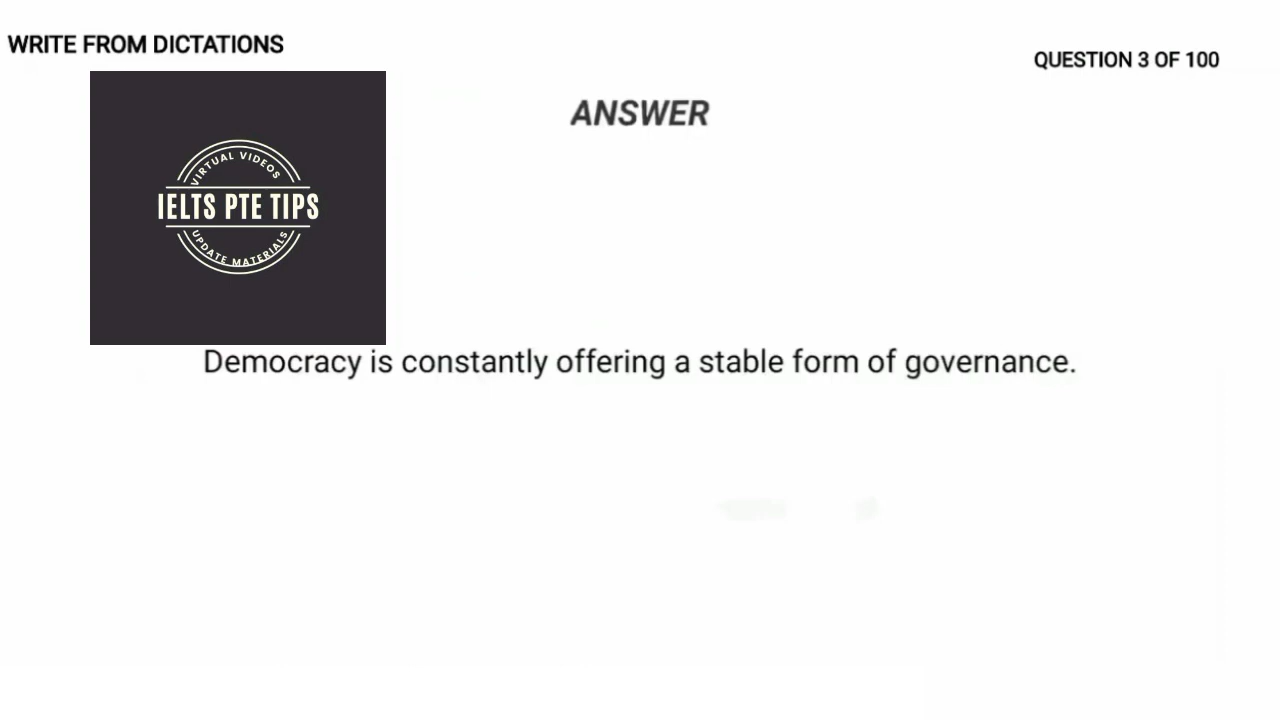 WRITE FROM DICTATIONS
QUESTION 3 OF 100
ANSWER
VIRTUAL VIDEOS
IELTS PTE TIPS
UPDATE MATERIALS
Democracy is constantly offering a stable form of governance.